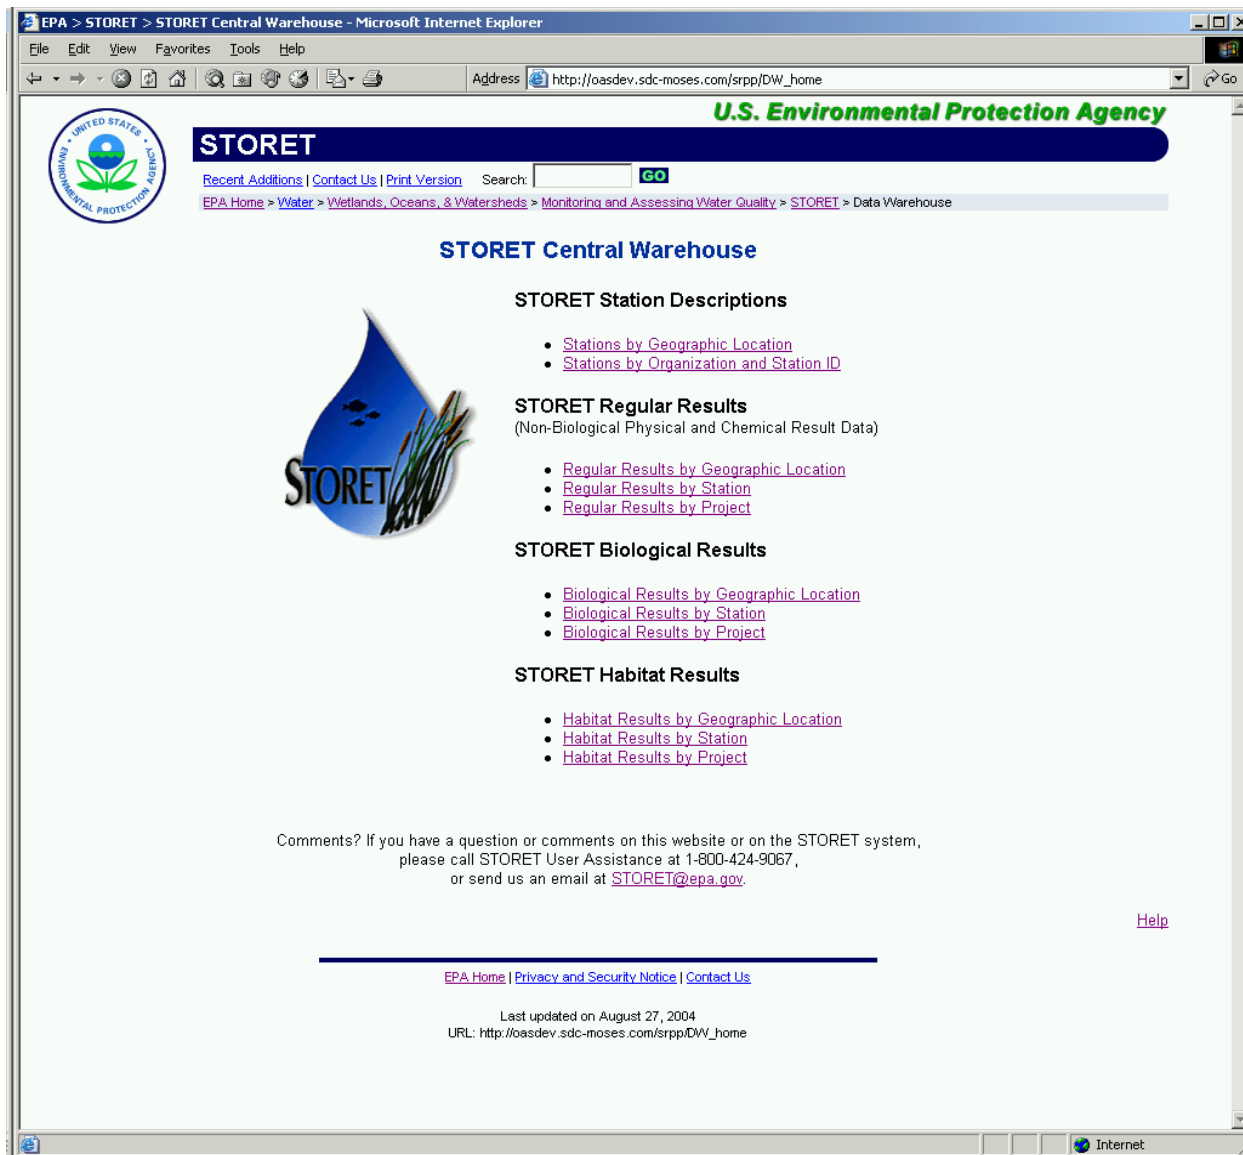 EPA > STORET > STORET Central Warehouse - Microsoft Internet Explorer
File Edit View Favorites Tools Help
Address http://oasdev.sdc-moses.com/srpp/DW_home Go
U.S. Environmental Protection Agency
UNITED STATES ENVIRONMENTAL PROTECTION AGENCY
STORET
Recent Additions | Contact Us | Print Version Search: GO
EPA Home > Water > Wetlands, Oceans, & Watersheds > Monitoring and Assessing Water Quality > STORET > Data Warehouse
STORET Central Warehouse
STORET
STORET Station Descriptions
• Stations by Geographic Location
• Stations by Organization and Station ID
STORET Regular Results
(Non-Biological Physical and Chemical Result Data)
• Regular Results by Geographic Location
• Regular Results by Station
• Regular Results by Project
STORET Biological Results
• Biological Results by Geographic Location
• Biological Results by Station
• Biological Results by Project
STORET Habitat Results
• Habitat Results by Geographic Location
• Habitat Results by Station
• Habitat Results by Project
Comments? If you have a question or comments on this website or on the STORET system,
please call STORET User Assistance at 1-800-424-9067,
or send us an email at STORET@epa.gov.
Help
EPA Home | Privacy and Security Notice | Contact Us
Last updated on August 27, 2004
URL: http://oasdev.sdc-moses.com/srpp/DW_home
Internet